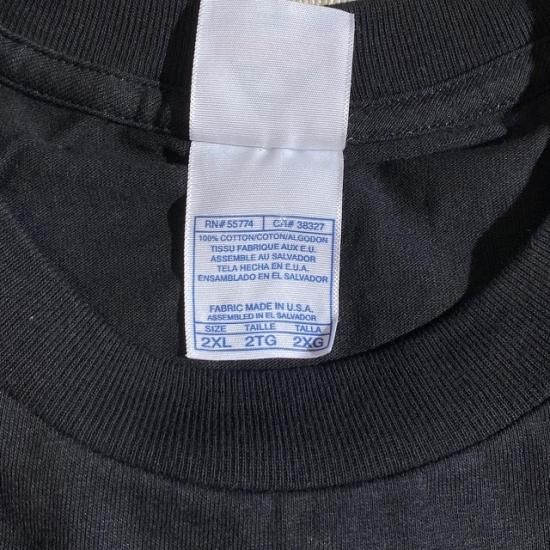 RN# 55774 CA# 38327
100% COTTON/COTON/ALGODON
TISSU FABRIQUE AUX E.U.
ASSEMBLE AU SALVADOR
TELA HECHA EN E.U.A.
ENSAMBLADO EN EL SALVADOR
FABRIC MADE IN U.S.A.
ASSEMBLED IN EL SALVADOR
SIZE TAILLE TALLA
2XL 2TG 2XG